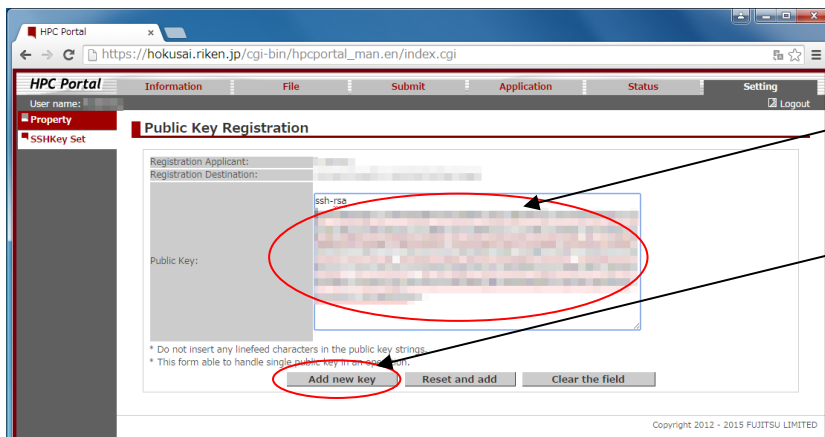 HPC Portal
https://hokusai.riken.jp/cgi-bin/hpcportal_man.en/index.cgi
HPC Portal Information File Submit Application Status Setting
User name: Logout
Property
SSHKey Set
Public Key Registration
Registration Applicant:
Registration Destination:
ssh-rsa
Public Key:
* Do not insert any linefeed characters in the public key strings.
* This form able to handle single public key in an operation.
Add new key Reset and add Clear the field
Copyright 2012 - 2015 FUJITSU LIMITED